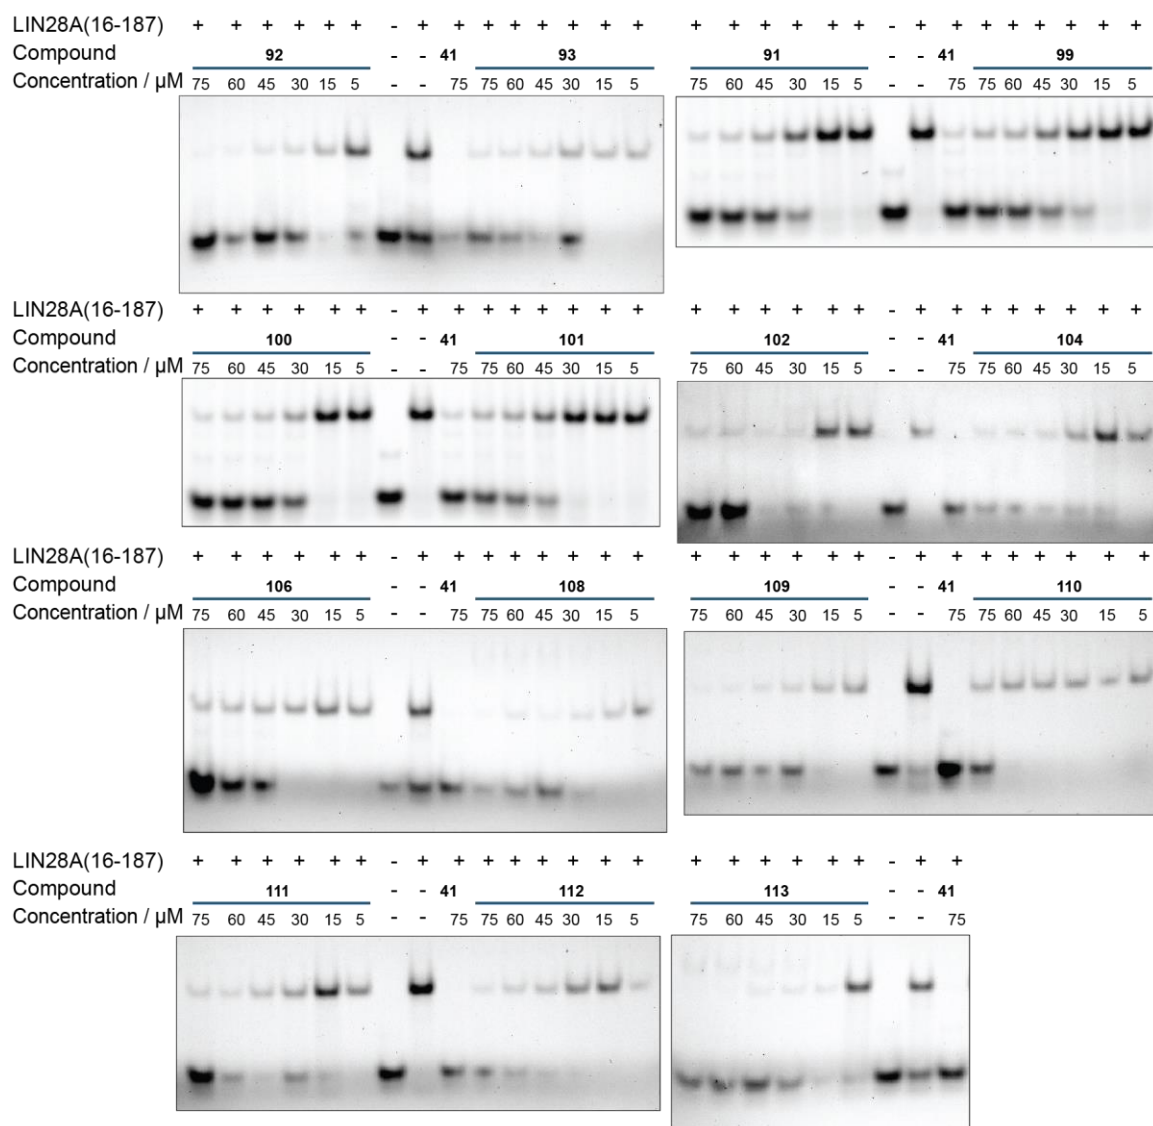 LIN28A(16-187) + + + + + + - + + + + + + + + + + + + + + - + + + + + + + +
Compound 92 - - 41 93 91 - - 41 99
Concentration / µM 75 60 45 30 15 5 - - 75 75 60 45 30 15 5 75 60 45 30 15 5 - - 75 75 60 45 30 15 5
LIN28A(16-187) + + + + + + - + + + + + + + + + + + + + + - + + + + + + + +
Compound 100 - - 41 101 102 - - 41 104
Concentration / µM 75 60 45 30 15 5 - - 75 75 60 45 30 15 5 75 60 45 30 15 5 - - 75 75 60 45 30 15 5
LIN28A(16-187) + + + + + + - + + + + + + + + + + + + + + - + + + + + + + +
Compound 106 - - 41 108 109 - - 41 110
Concentration / µM 75 60 45 30 15 5 - - 75 75 60 45 30 15 5 75 60 45 30 15 5 - - 75 75 60 45 30 15 5
LIN28A(16-187) + + + + + + - + + + + + + + + + + + + + + - + +
Compound 111 - - 41 112 113 - - 41
Concentration / µM 75 60 45 30 15 5 - - 75 75 60 45 30 15 5 75 60 45 30 15 5 - - 75